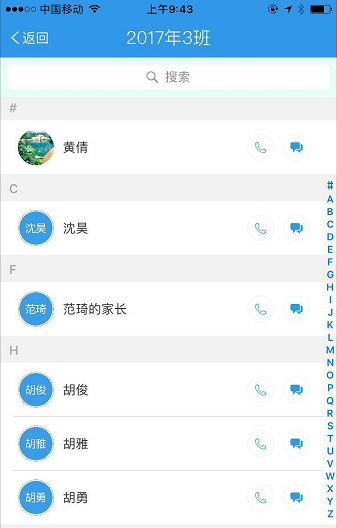 中国移动 上午9:43
返回 2017年3班
搜索
#
黄倩
C
沈昊 沈昊
F
范琦 范琦的家长
H
胡俊 胡俊
胡雅 胡雅
胡勇 胡勇
#
A
B
C
D
E
F
G
H
I
J
K
L
M
N
O
P
Q
R
S
T
U
V
W
X
Y
Z